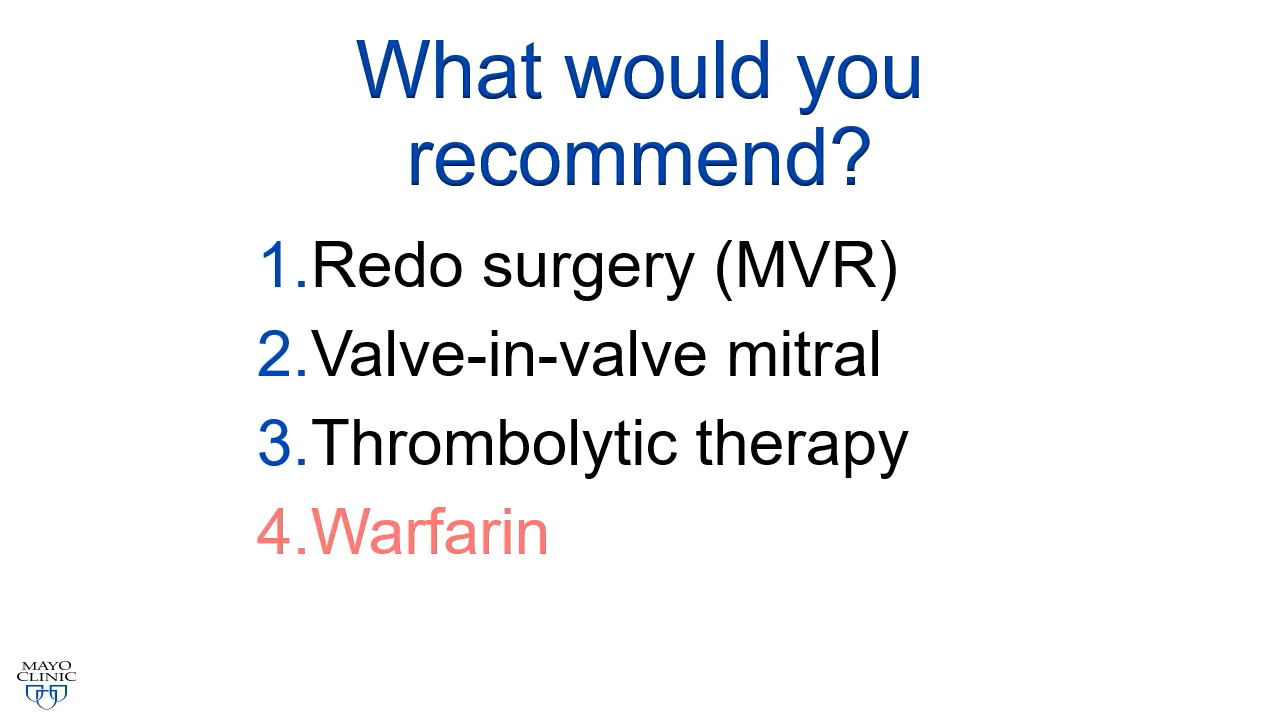 What would you
recommend?
1.Redo surgery (MVR)
2.Valve-in-valve mitral
3.Thrombolytic therapy
4.Warfarin
MAYO
CLINIC